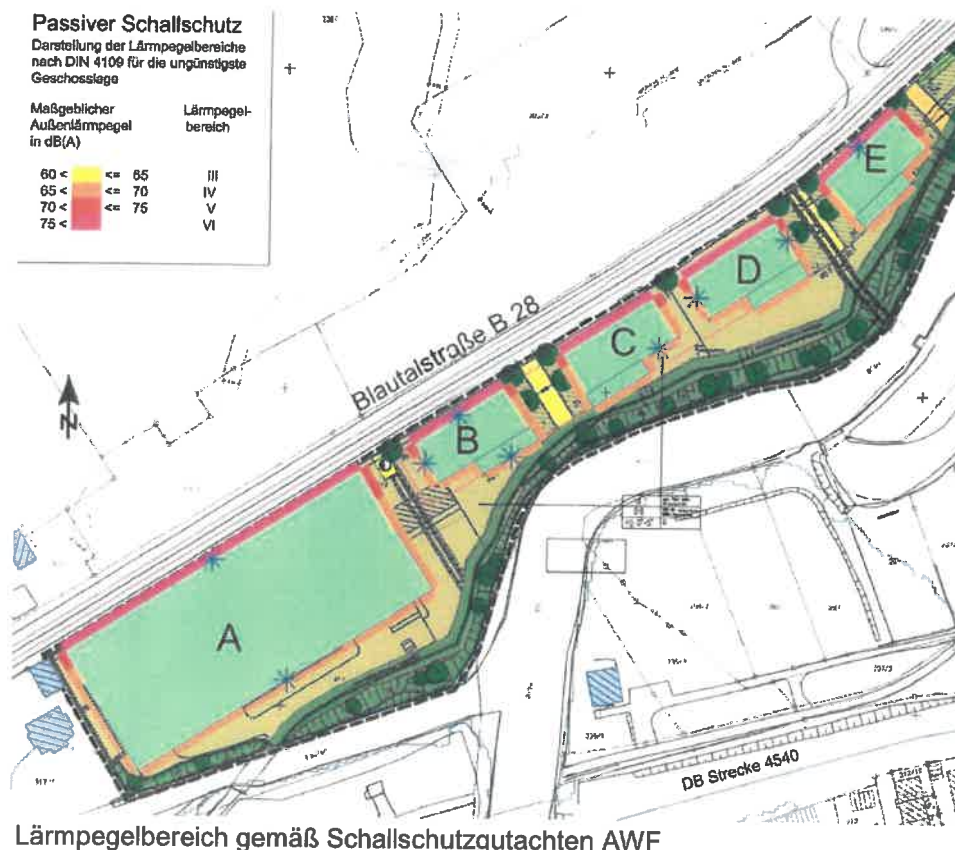 Passiver Schallschutz
Darstellung der Lärmpegelbereiche
nach DIN 4109 für die ungünstigste
Geschosslage
Maßgeblicher Lärmpegel-
Außenlärmpegel bereich
in dB(A)
60 < <= 65 III
65 < <= 70 IV
70 < <= 75 V
75 < VI
E
D
C
Blautalstraße B 28
B
N
A
DB Strecke 4540
Lärmpegelbereich gemäß Schallschutzgutachten AWF